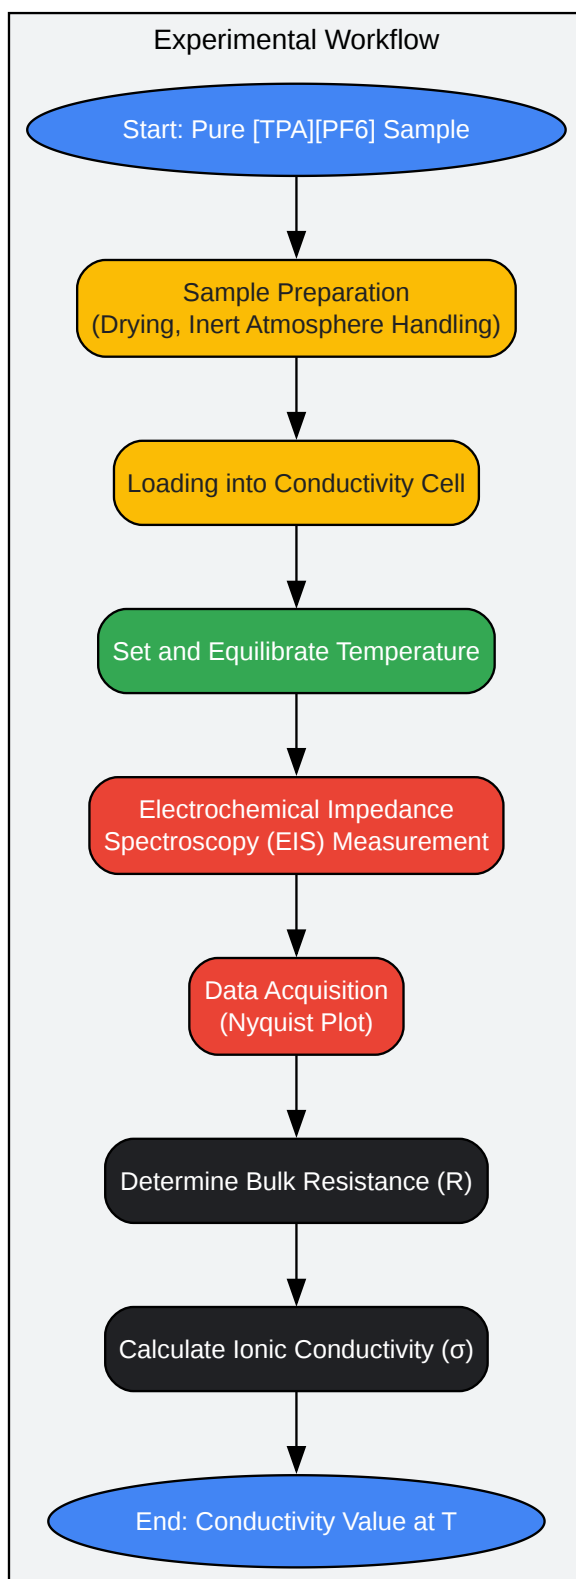 Experimental Workflow
Start: Pure [TPA][PF6] Sample
Sample Preparation
(Drying, Inert Atmosphere Handling)
Loading into Conductivity Cell
Set and Equilibrate Temperature
Electrochemical Impedance
Spectroscopy (EIS) Measurement
Data Acquisition
(Nyquist Plot)
Determine Bulk Resistance (R)
Calculate Ionic Conductivity (σ)
End: Conductivity Value at T